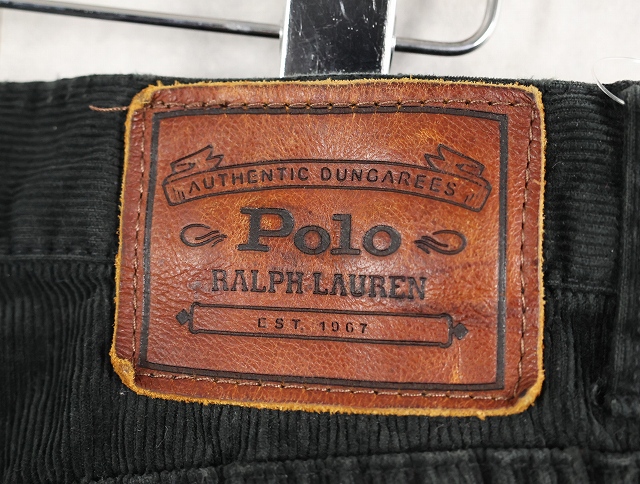 AUTHENTIC DUNGAREES
Polo
RALPH LAUREN
EST. 1967